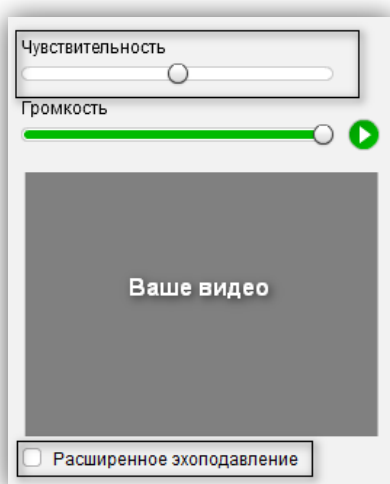 Чувствительность
Громкость
Ваше видео
Расширенное эхоподавление